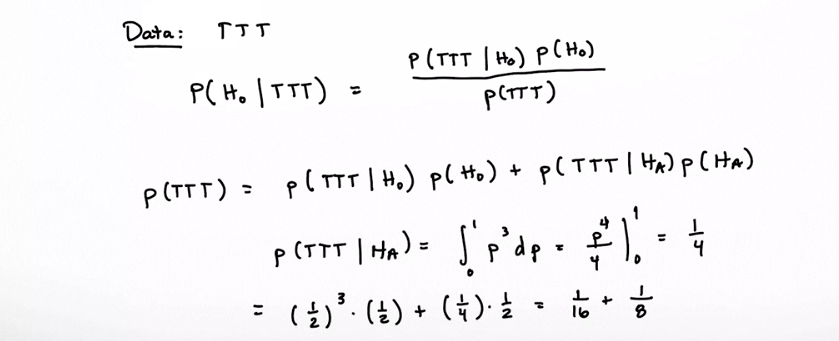 Data: TTT
P(H₀ | TTT) = P(TTT | H₀) P(H₀) / P(TTT)
P(TTT) = P(TTT | H₀) P(H₀) + P(TTT | H_A) P(H_A)
P(TTT | H_A) = ∫₀¹ p³ dp = p⁴/4 |₀¹ = 1/4
= (1/2)³ · (1/2) + (1/4) · 1/2 = 1/16 + 1/8